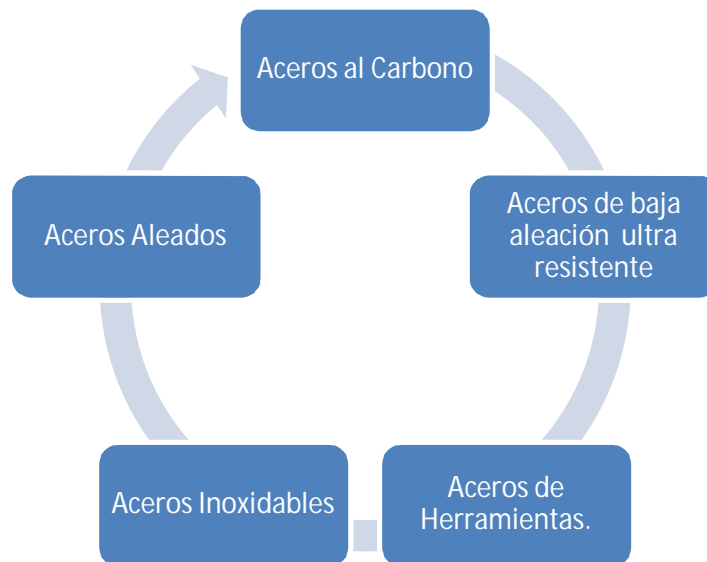 Aceros al Carbono
Aceros de baja
aleación ultra
resistente
Aceros de
Herramientas.
Aceros Inoxidables
Aceros Aleados